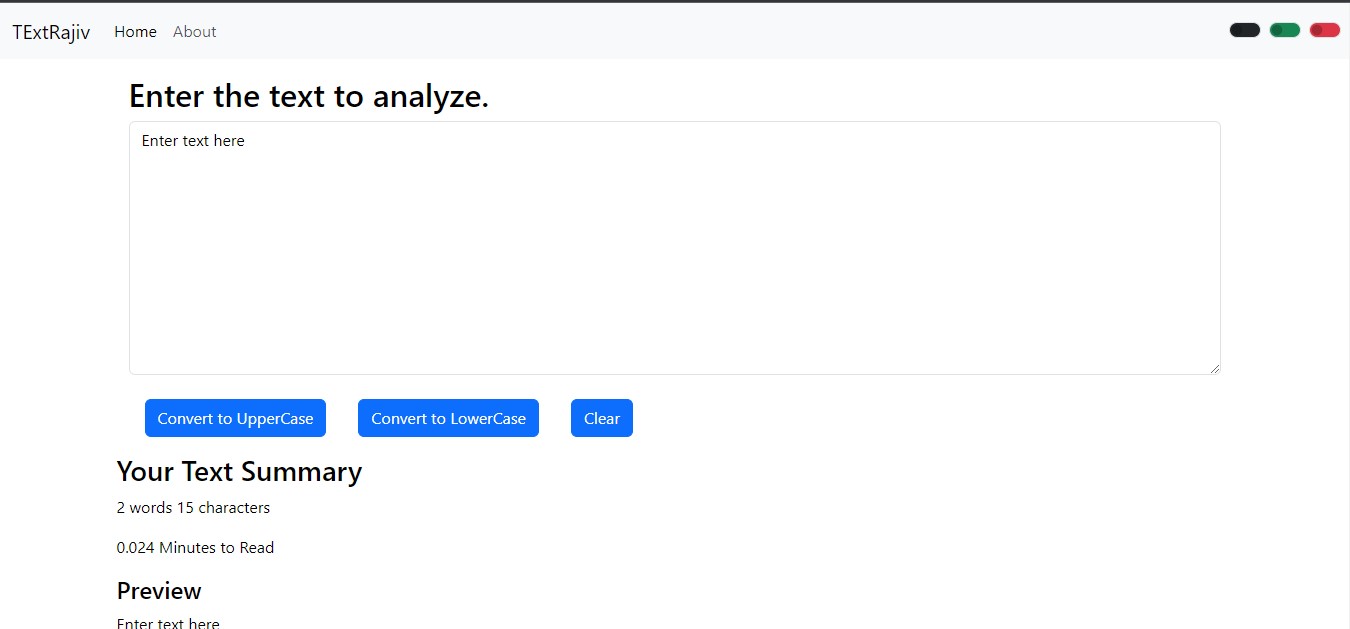 TExtRajiv Home About
Enter the text to analyze.
Enter text here
Convert to UpperCase Convert to LowerCase Clear
Your Text Summary
2 words 15 characters
0.024 Minutes to Read
Preview
Enter text here